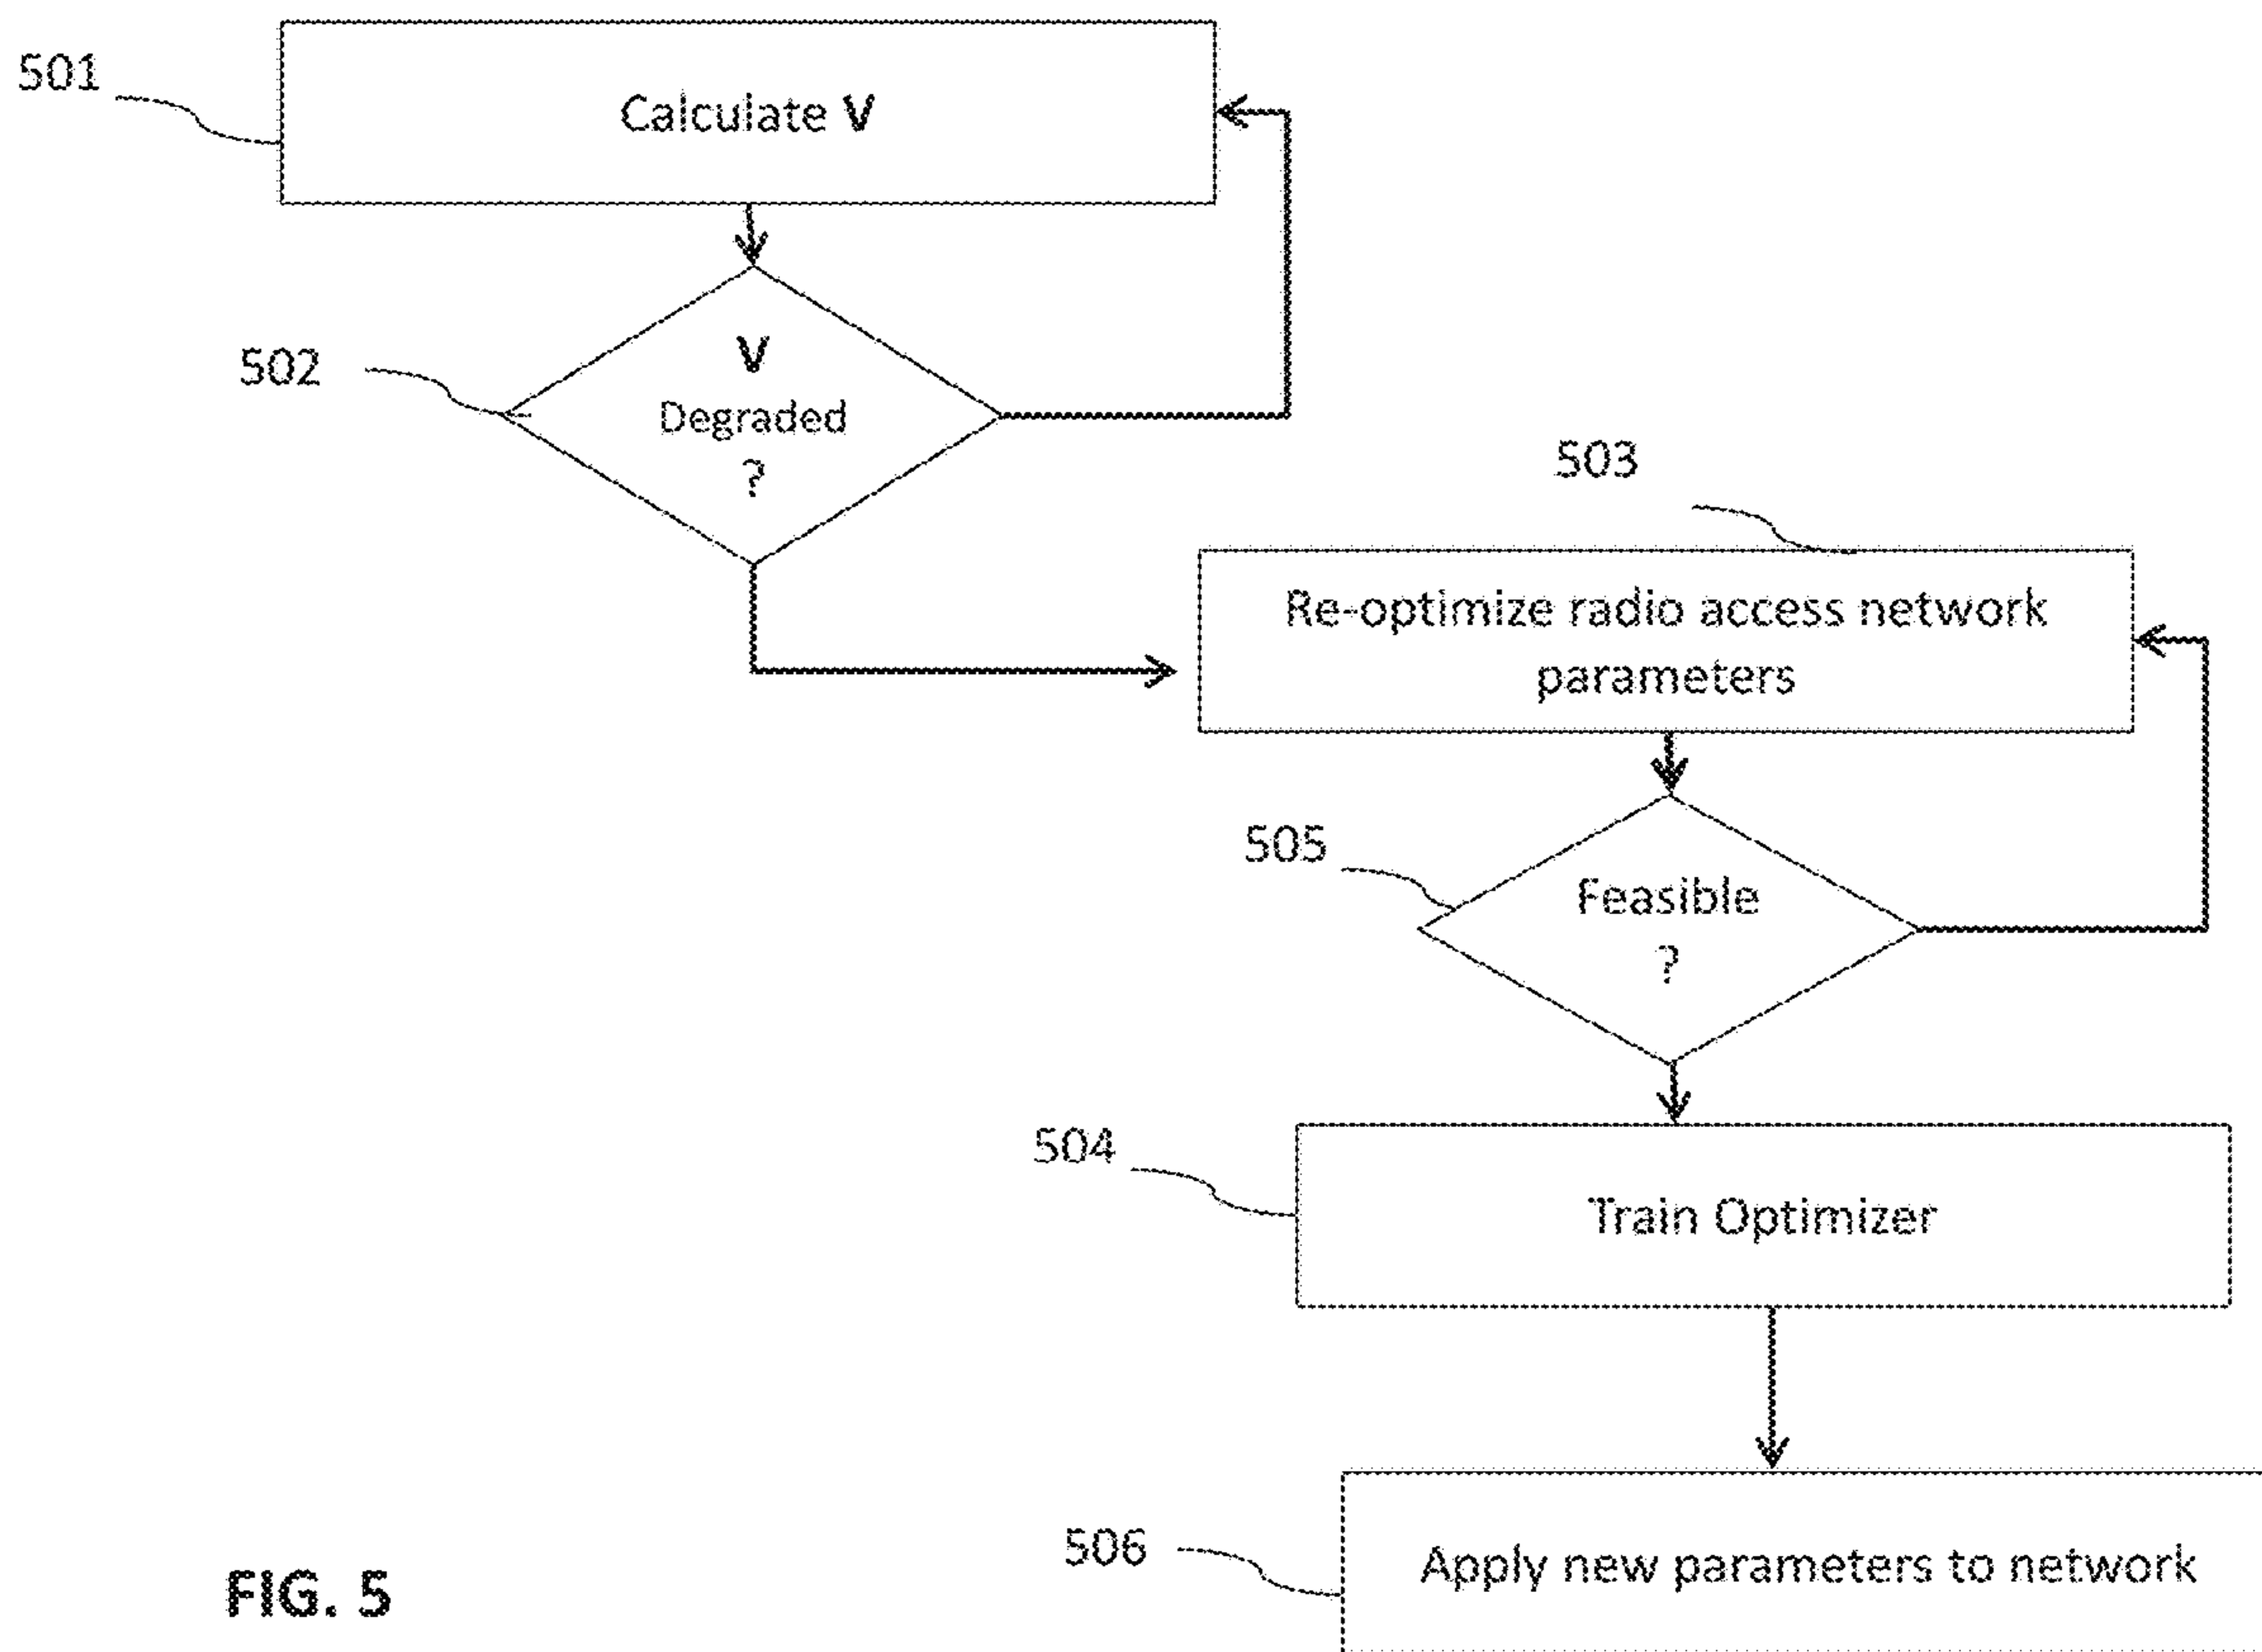 501
Calculate V
502
V
Degraded
?
503
Re-optimize radio access network
parameters
505
Feasible
?
504
Train Optimizer
506
Apply new parameters to network
FIG. 5